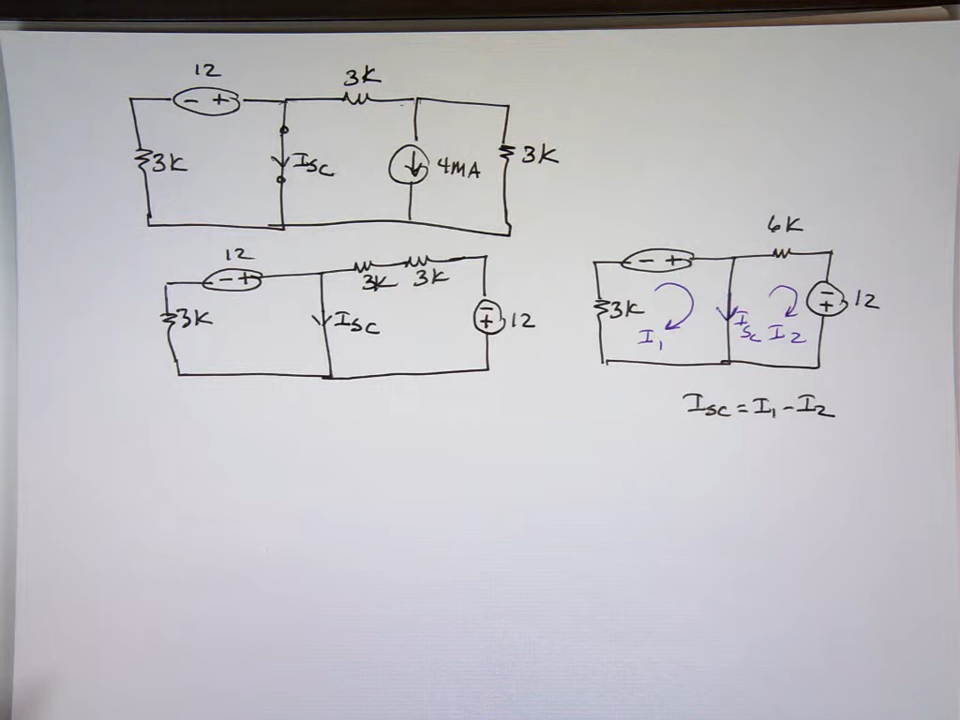 12
- +
3K
3K
ISC
4MA
3K
12
- +
3K
3K
3K
ISC
-
+
12
6K
- +
3K
I1
ISC
I2
-
+
12
ISC = I1 - I2